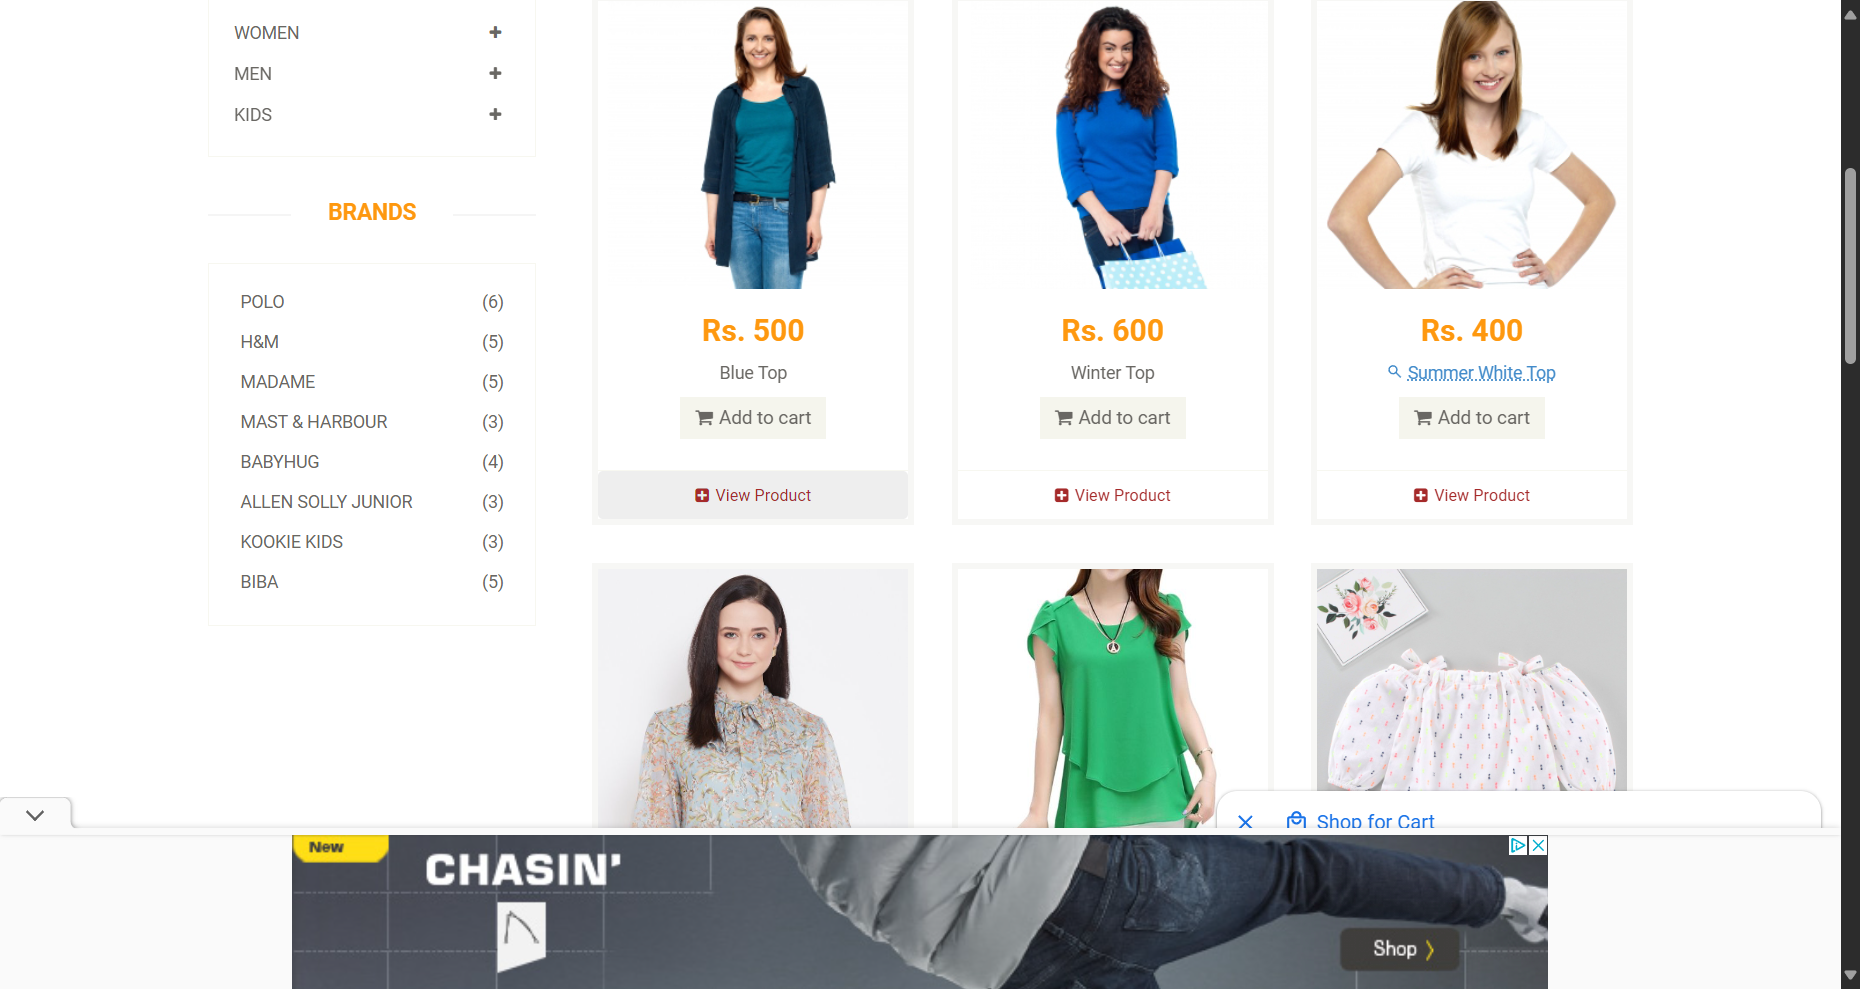 WOMEN
MEN
KIDS
BRANDS
POLO (6)
H&M (5)
MADAME (5)
MAST & HARBOUR (3)
BABYHUG (4)
ALLEN SOLLY JUNIOR (3)
KOOKIE KIDS (3)
BIBA (5)
Rs. 500
Blue Top
Add to cart
View Product
Rs. 600
Winter Top
Add to cart
View Product
Rs. 400
Summer White Top
Add to cart
View Product
Shop for Cart
New
CHASIN'
Shop